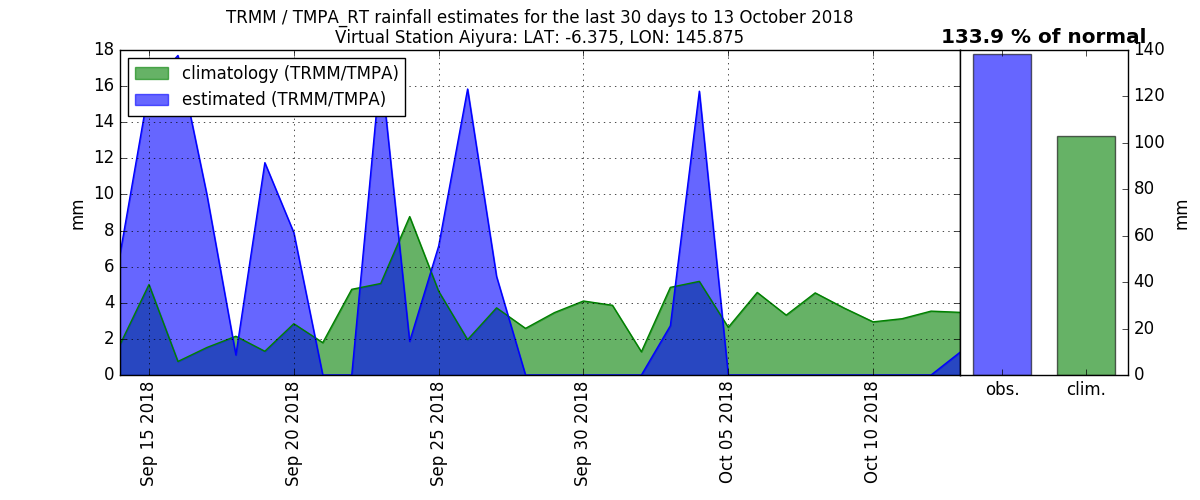 TRMM / TMPA_RT rainfall estimates for the last 30 days to 13 October 2018
Virtual Station Aiyura: LAT: -6.375, LON: 145.875
133.9 % of normal
climatology (TRMM/TMPA)
estimated (TRMM/TMPA)
mm
18
16
14
12
10
8
6
4
2
0
Sep 15 2018
Sep 20 2018
Sep 25 2018
Sep 30 2018
Oct 05 2018
Oct 10 2018
140
120
100
80
60
40
20
0
mm
obs.
clim.